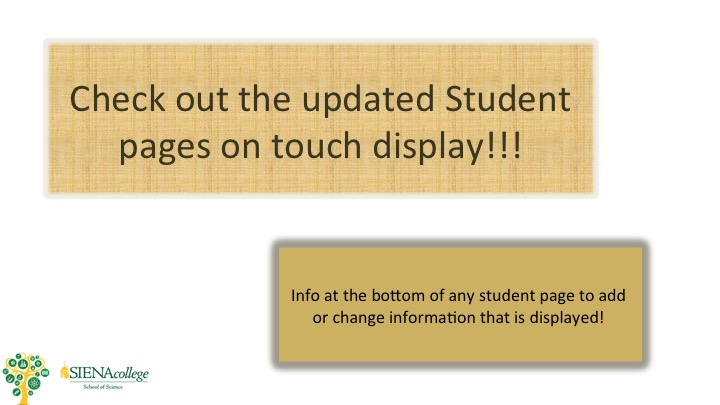 Check out the updated Student
pages on touch display!!!
Info at the bottom of any student page to add
or change information that is displayed!
SIENAcollege
School of Science